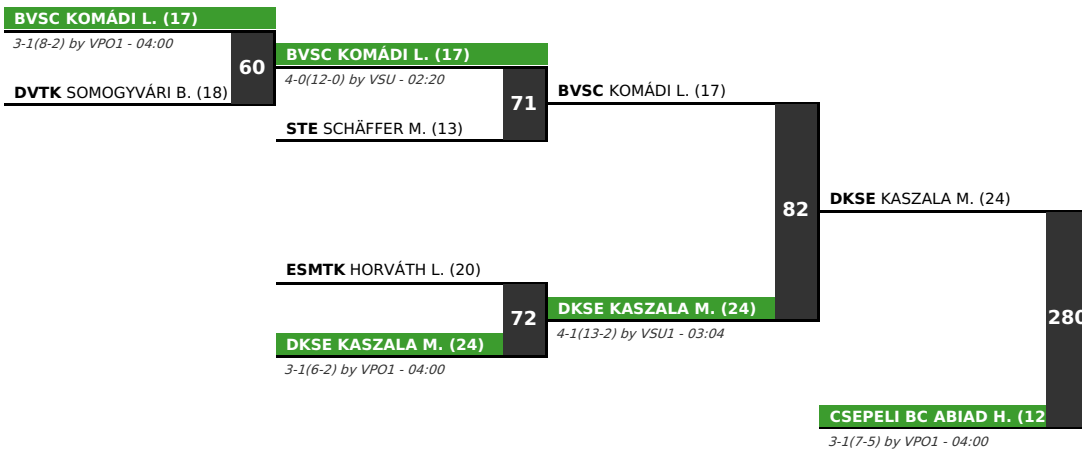 BVSC KOMÁDI L. (17)
3-1(8-2) by VPO1 - 04:00
60
DVTK SOMOGYVÁRI B. (18)
BVSC KOMÁDI L. (17)
4-0(12-0) by VSU - 02:20
71
STE SCHÄFFER M. (13)
BVSC KOMÁDI L. (17)
82
DKSE KASZALA M. (24)
ESMTK HORVÁTH L. (20)
72
DKSE KASZALA M. (24)
3-1(6-2) by VPO1 - 04:00
DKSE KASZALA M. (24)
4-1(13-2) by VSU1 - 03:04
280
CSEPELI BC ABIAD H. (12
3-1(7-5) by VPO1 - 04:00